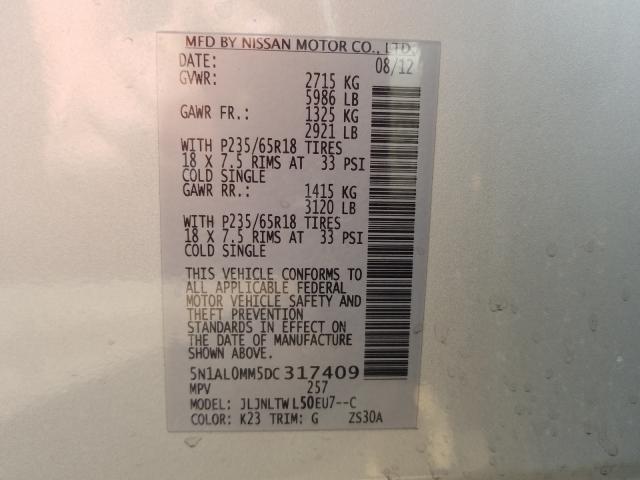 MFD BY NISSAN MOTOR CO., LTD.
DATE: 08/12
GVWR: 2715 KG
5986 LB
GAWR FR.: 1325 KG
2921 LB
WITH P235/65R18 TIRES
18 X 7.5 RIMS AT 33 PSI
COLD SINGLE
GAWR RR.: 1415 KG
3120 LB
WITH P235/65R18 TIRES
18 X 7.5 RIMS AT 33 PSI
COLD SINGLE
THIS VEHICLE CONFORMS TO
ALL APPLICABLE FEDERAL
MOTOR VEHICLE SAFETY AND
THEFT PREVENTION
STANDARDS IN EFFECT ON
THE DATE OF MANUFACTURE
SHOWN ABOVE.
5N1AL0MM5DC317409
MPV 257
MODEL: JLJNLTWL50EU7--C
COLOR: K23 TRIM: G ZS30A